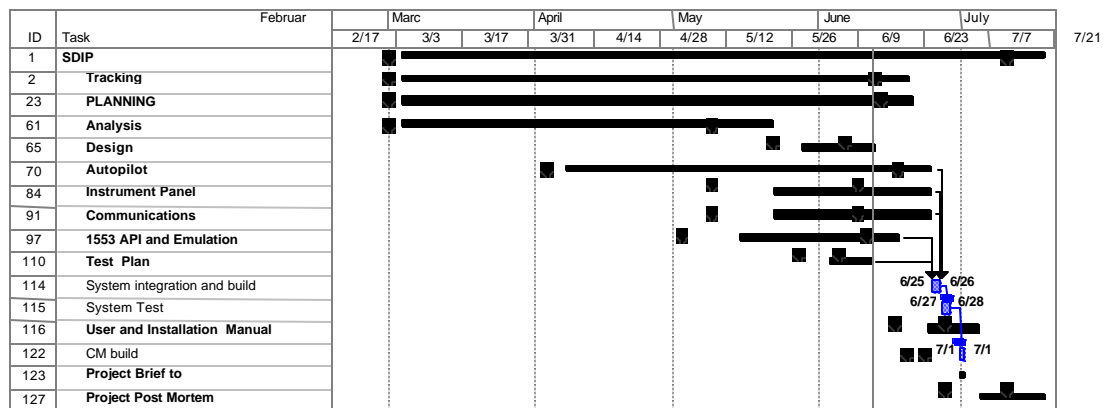 Februar Marc April May June July
ID Task 2/17 3/3 3/17 3/31 4/14 4/28 5/12 5/26 6/9 6/23 7/7 7/21
1 SDIP
2 Tracking
23 PLANNING
61 Analysis
65 Design
70 Autopilot
84 Instrument Panel
91 Communications
97 1553 API and Emulation
110 Test Plan
114 System integration and build 6/25 6/26
115 System Test 6/27 6/28
116 User and Installation Manual
122 CM build 7/1 7/1
123 Project Brief to
127 Project Post Mortem